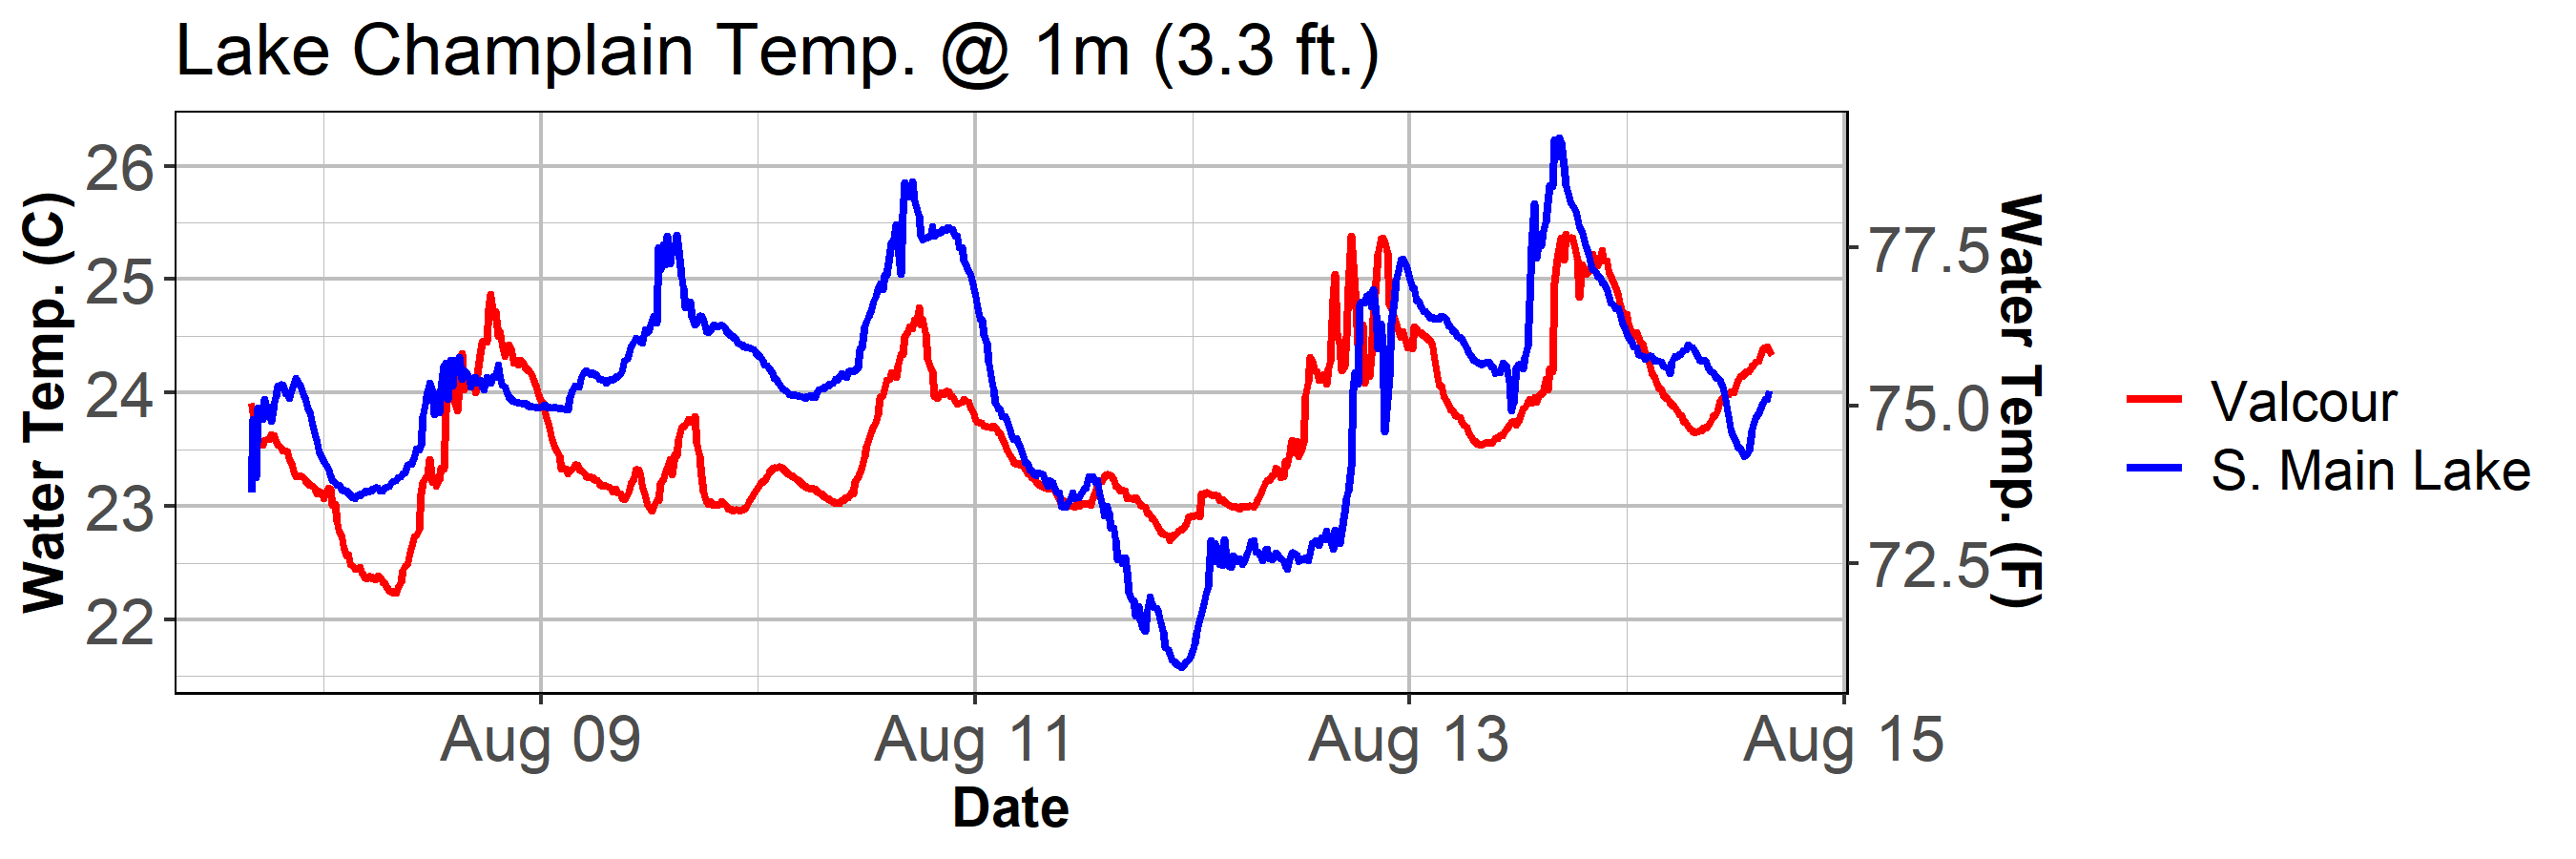 Lake Champlain Temp. @ 1m (3.3 ft.)
Water Temp. (C)
26
25
24
23
22
77.5
75.0
72.5
Water Temp. (F)
Valcour
S. Main Lake
Aug 09
Aug 11
Aug 13
Aug 15
Date